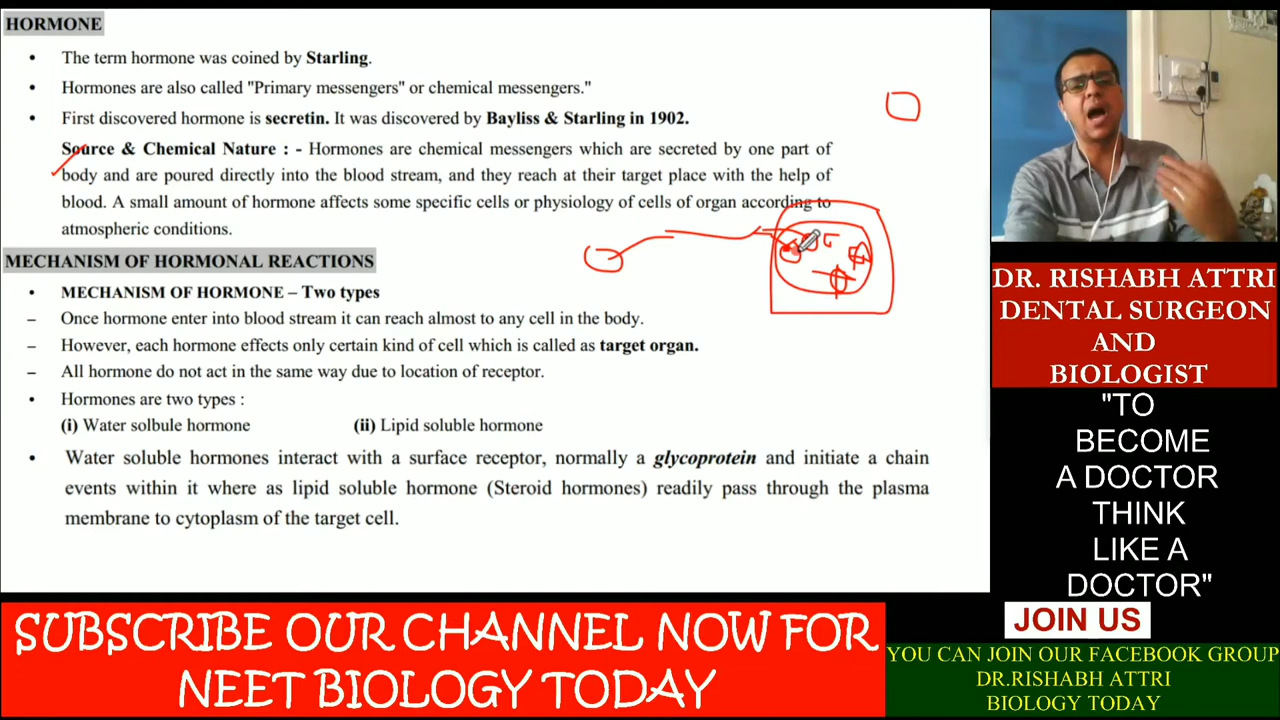 HORMONE
• The term hormone was coined by Starling.
• Hormones are also called "Primary messengers" or chemical messengers."
• First discovered hormone is secretin. It was discovered by Bayliss & Starling in 1902.
Source & Chemical Nature : - Hormones are chemical messengers which are secreted by one part of
body and are poured directly into the blood stream, and they reach at their target place with the help of
blood. A small amount of hormone affects some specific cells or physiology of cells of organ according to
atmospheric conditions.
MECHANISM OF HORMONAL REACTIONS
• MECHANISM OF HORMONE – Two types
– Once hormone enter into blood stream it can reach almost to any cell in the body.
– However, each hormone effects only certain kind of cell which is called as target organ.
– All hormone do not act in the same way due to location of receptor.
• Hormones are two types :
(i) Water solbule hormone (ii) Lipid soluble hormone
• Water soluble hormones interact with a surface receptor, normally a glycoprotein and initiate a chain
events within it where as lipid soluble hormone (Steroid hormones) readily pass through the plasma
membrane to cytoplasm of the target cell.
DR. RISHABH ATTRI
DENTAL SURGEON
AND
BIOLOGIST
"TO
BECOME
A DOCTOR
THINK
LIKE A
DOCTOR"
JOIN US
YOU CAN JOIN OUR FACEBOOK GROUP
DR.RISHABH ATTRI
BIOLOGY TODAY
SUBSCRIBE OUR CHANNEL NOW FOR
NEET BIOLOGY TODAY